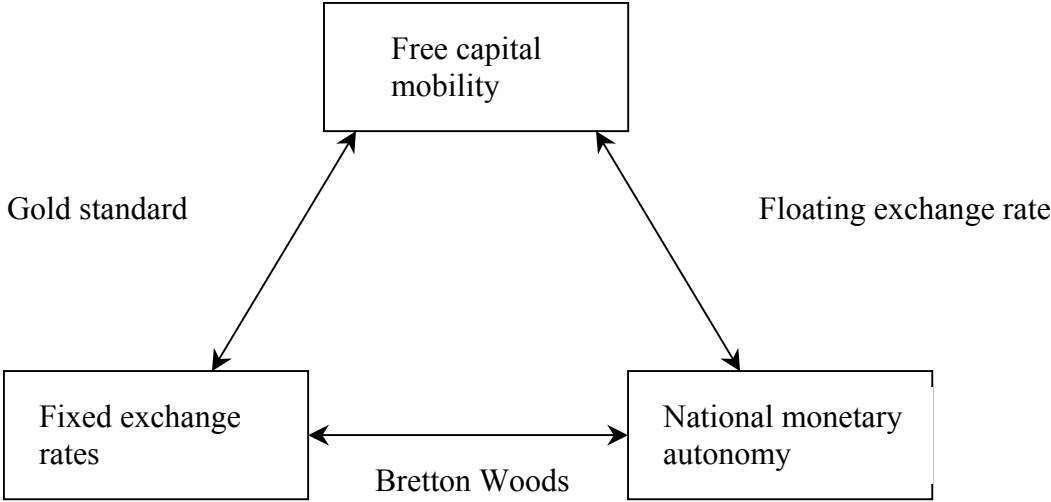 Free capital
mobility
Gold standard
Floating exchange rate
Fixed exchange
rates
National monetary
autonomy
Bretton Woods